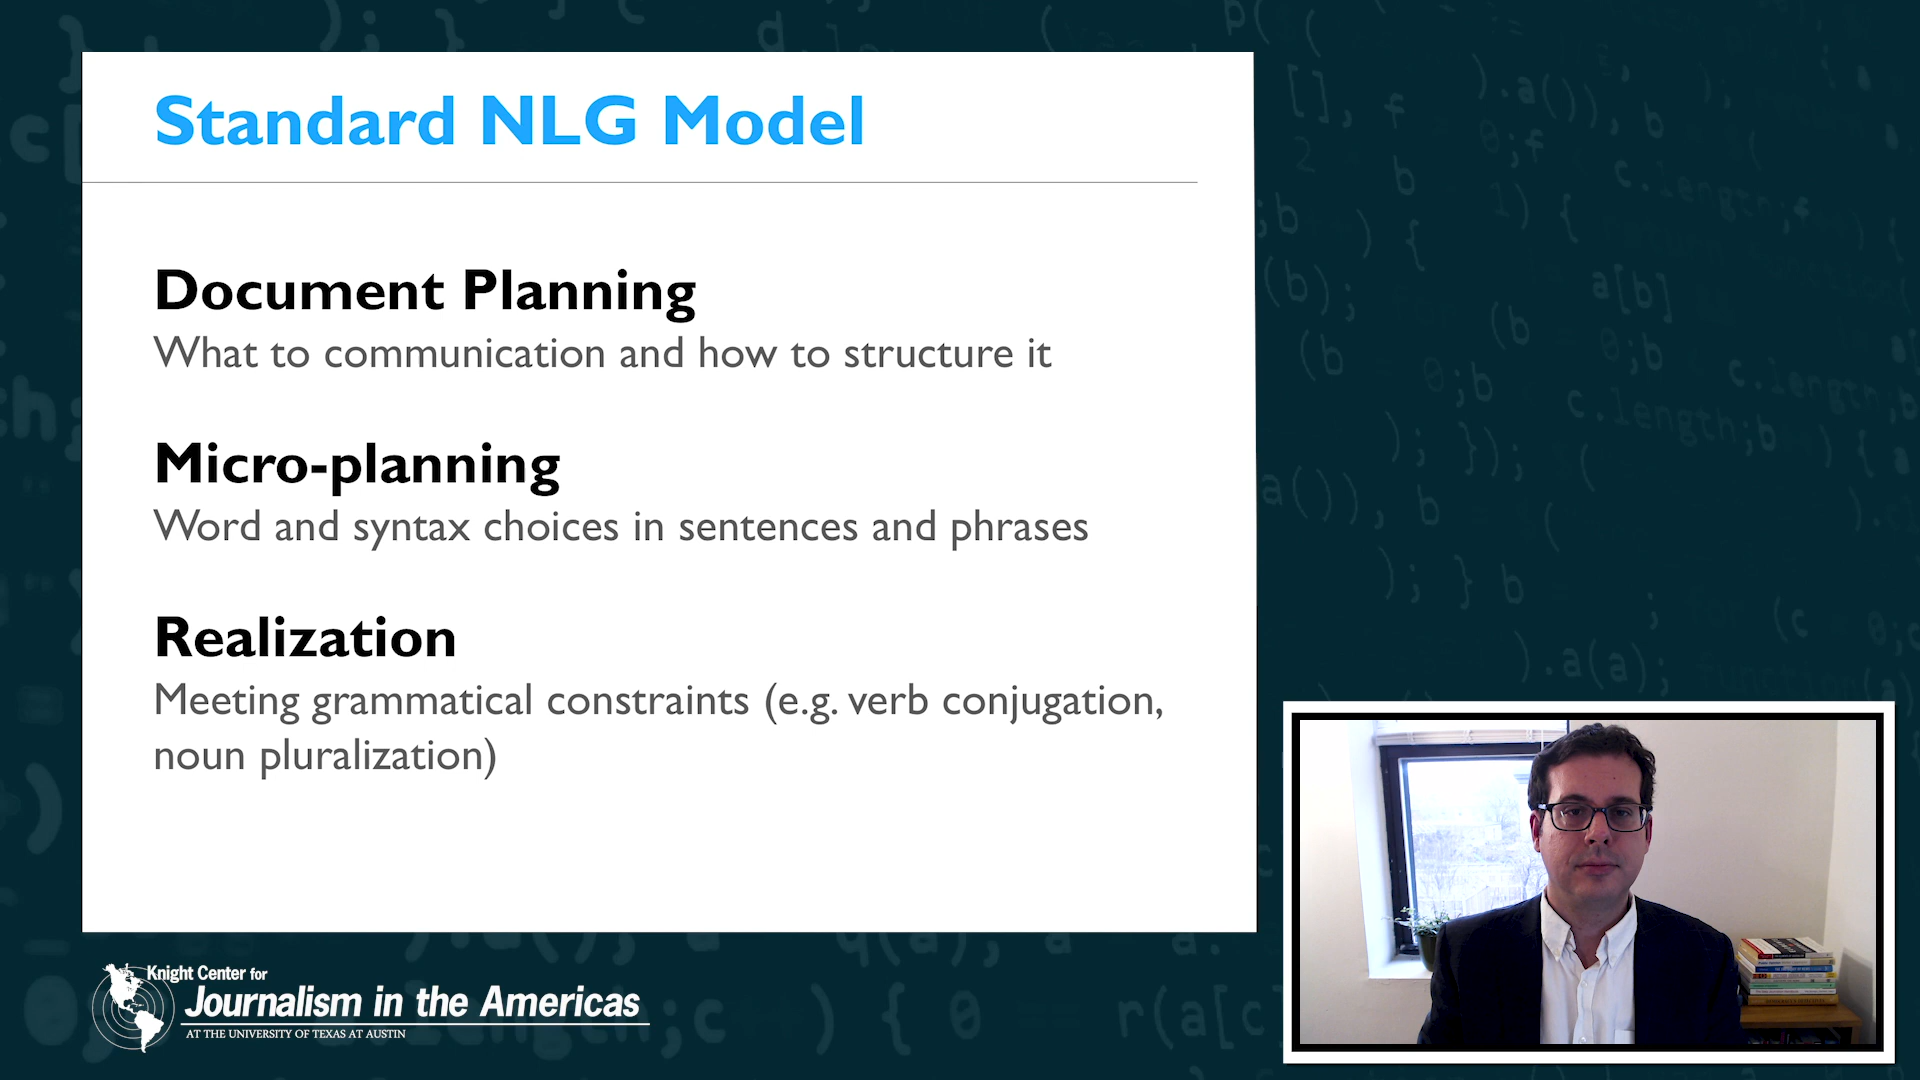 Standard NLG Model
Document Planning
What to communication and how to structure it
Micro-planning
Word and syntax choices in sentences and phrases
Realization
Meeting grammatical constraints (e.g. verb conjugation,
noun pluralization)
Knight Center for
Journalism in the Americas
AT THE UNIVERSITY OF TEXAS AT AUSTIN